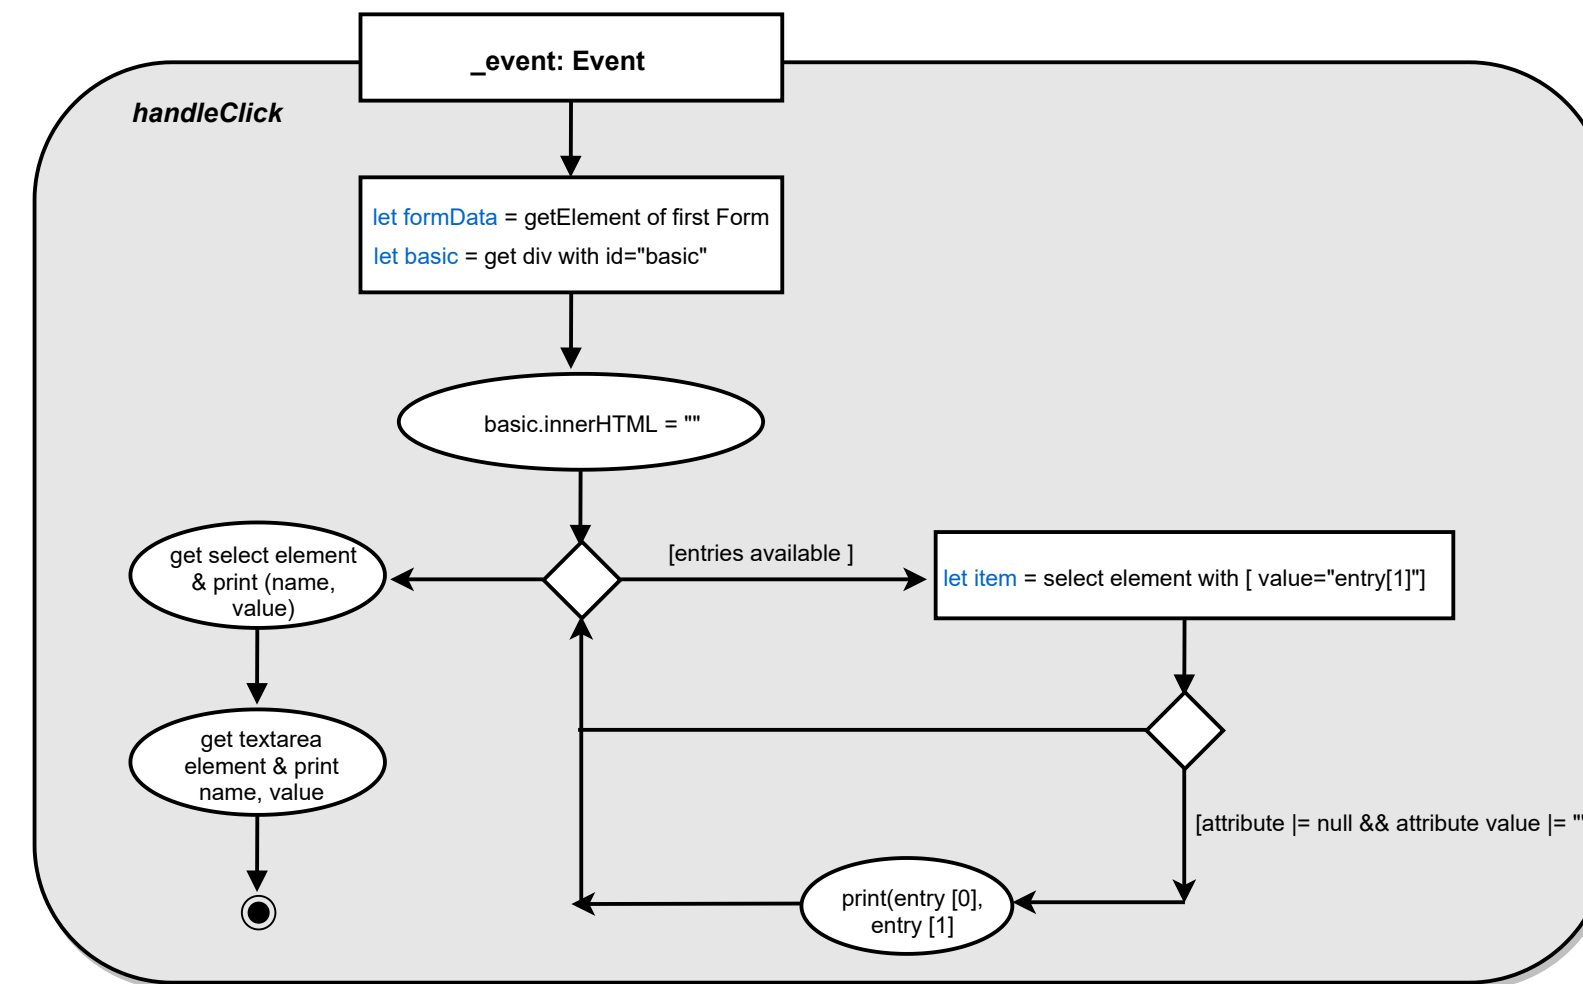 _event: Event
handleClick
let formData = getElement of first Form
let basic = get div with id="basic"
basic.innerHTML = ""
get select element
& print (name,
value)
[entries available ]
let item = select element with [ value="entry[1]"]
get textarea
element & print
name, value
[attribute |= null && attribute value |= "
print(entry [0],
entry [1]